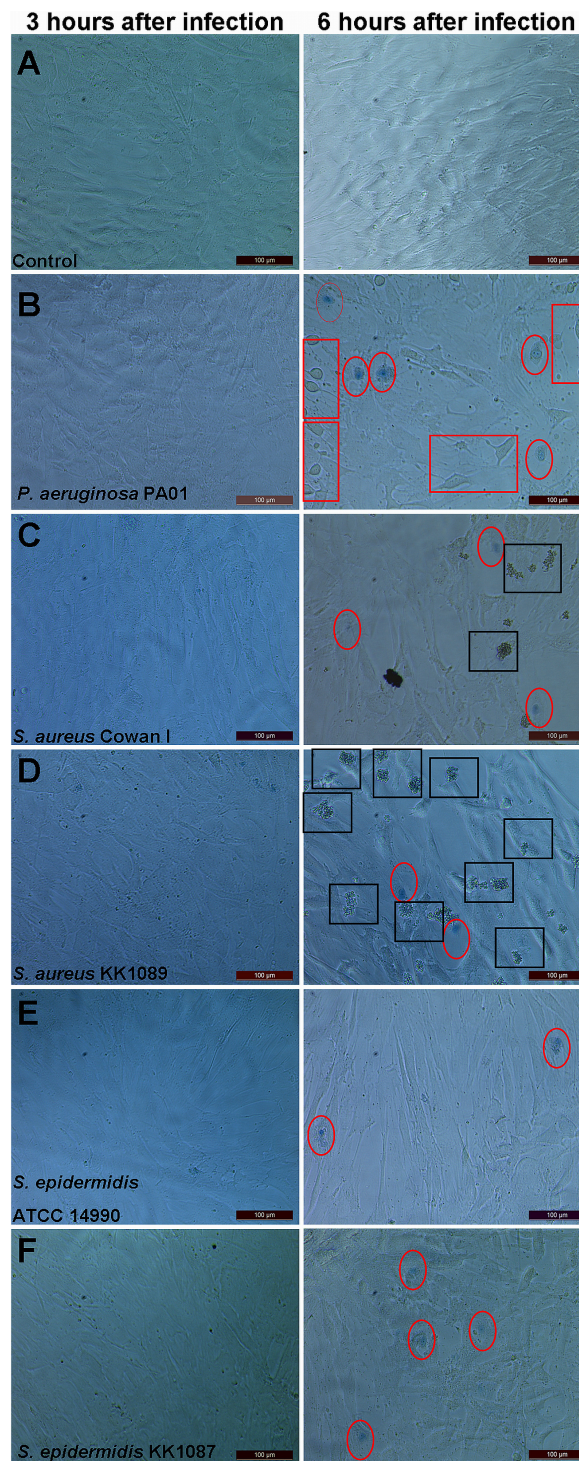 3 hours after infection 6 hours after infection
A
Control
100 µm
100 µm
B
P. aeruginosa PA01
100 µm
100 µm
C
S. aureus Cowan I
100 µm
100 µm
D
S. aureus KK1089
100 µm
100 µm
E
S. epidermidis
ATCC 14990
100 µm
100 µm
F
S. epidermidis KK1087
100 µm
100 µm